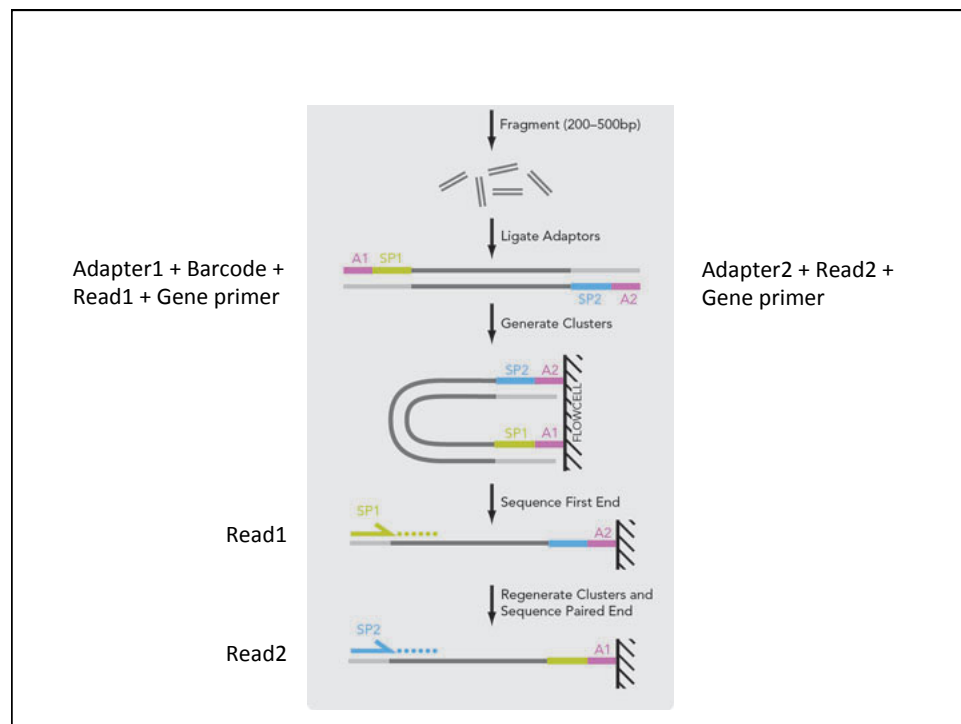 Fragment (200–500bp)
Ligate Adaptors
A1 SP1
Adapter1 + Barcode +
Read1 + Gene primer
Adapter2 + Read2 +
Gene primer
SP2 A2
Generate Clusters
SP2 A2
FLOWCELL
SP1 A1
Sequence First End
SP1
Read1
A2
Regenerate Clusters and
Sequence Paired End
SP2
Read2
A1